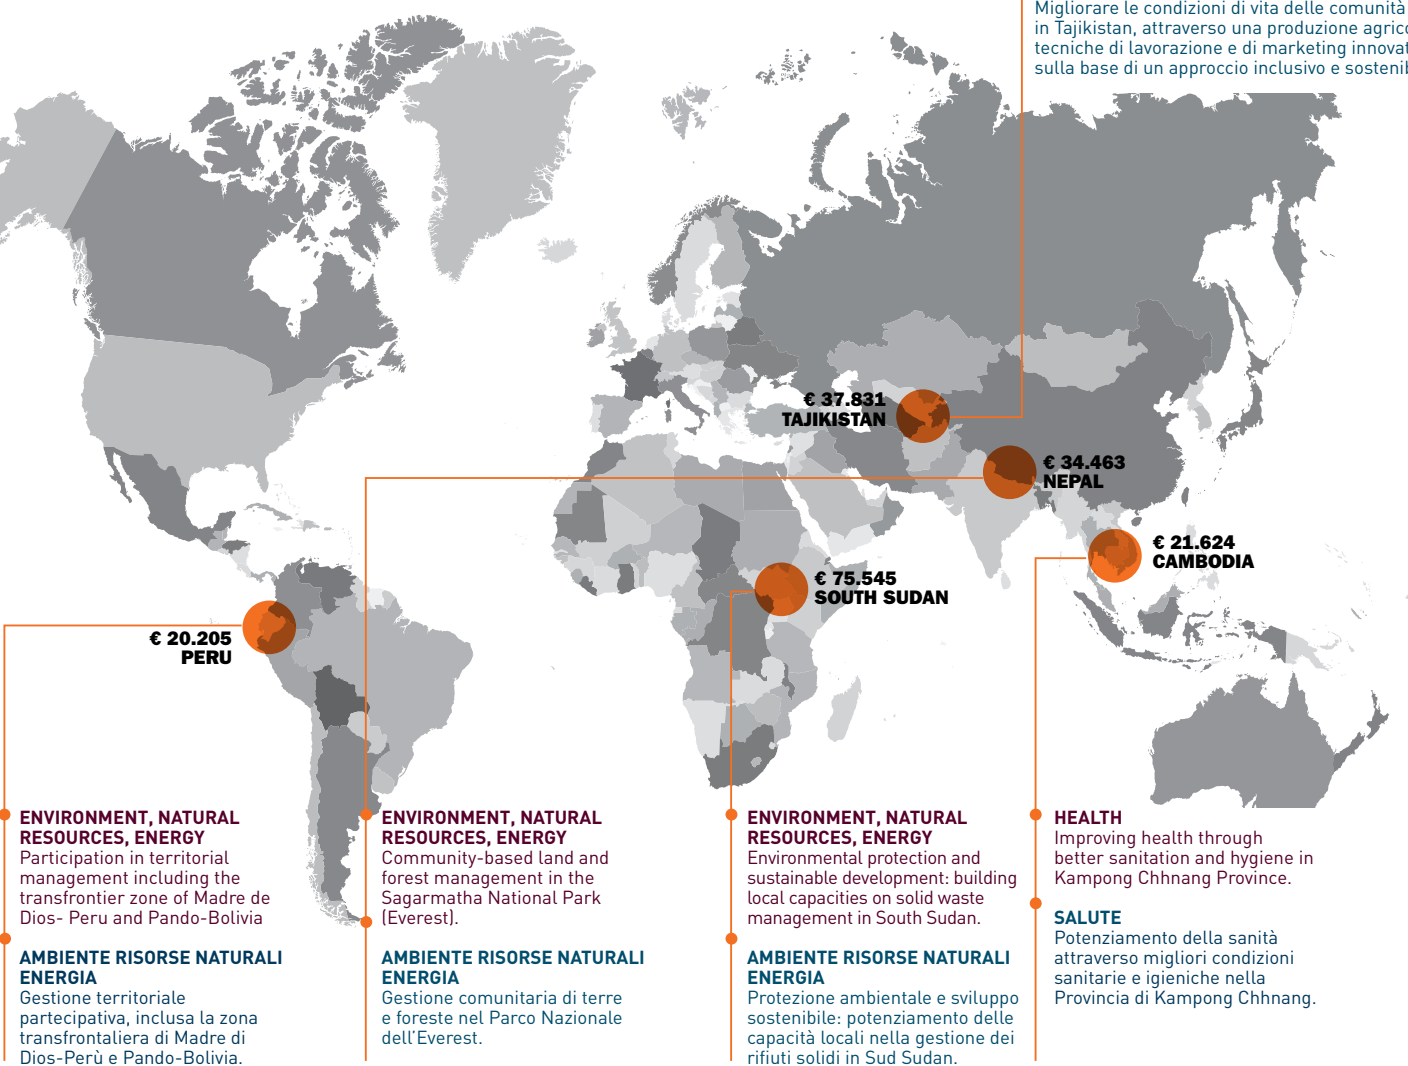 Migliorare le condizioni di vita delle comunità
in Tajikistan, attraverso una produzione
tecniche di lavorazione e di marketing
sulla base di un approccio inclusivo e
€ 37.831
TAJIKISTAN
€ 34.463
NEPAL
€ 21.624
CAMBODIA
€ 75.545
SOUTH SUDAN
€ 20.205
PERU
ENVIRONMENT, NATURAL
RESOURCES, ENERGY
Participation in territorial
management including the
transfrontier zone of Madre de
Dios- Peru and Pando-Bolivia
AMBIENTE RISORSE NATURALI
ENERGIA
Gestione territoriale
partecipativa, inclusa la zona
transfrontaliera di Madre di
Dios-Perù e Pando-Bolivia.
ENVIRONMENT, NATURAL
RESOURCES, ENERGY
Community-based land and
forest management in the
Sagarmatha National Park
(Everest).
AMBIENTE RISORSE NATURALI
ENERGIA
Gestione comunitaria di terre
e foreste nel Parco Nazionale
dell'Everest.
ENVIRONMENT, NATURAL
RESOURCES, ENERGY
Environmental protection and
sustainable development: building
local capacities on solid waste
management in South Sudan.
AMBIENTE RISORSE NATURALI
ENERGIA
Protezione ambientale e sviluppo
sostenibile: potenziamento delle
capacità locali nella gestione dei
rifiuti solidi in Sud Sudan.
HEALTH
Improving health through
better sanitation and hygiene in
Kampong Chhnang Province.
SALUTE
Potenziamento della sanità
attraverso migliori condizioni
sanitarie e igieniche nella
Provincia di Kampong Chhnang.